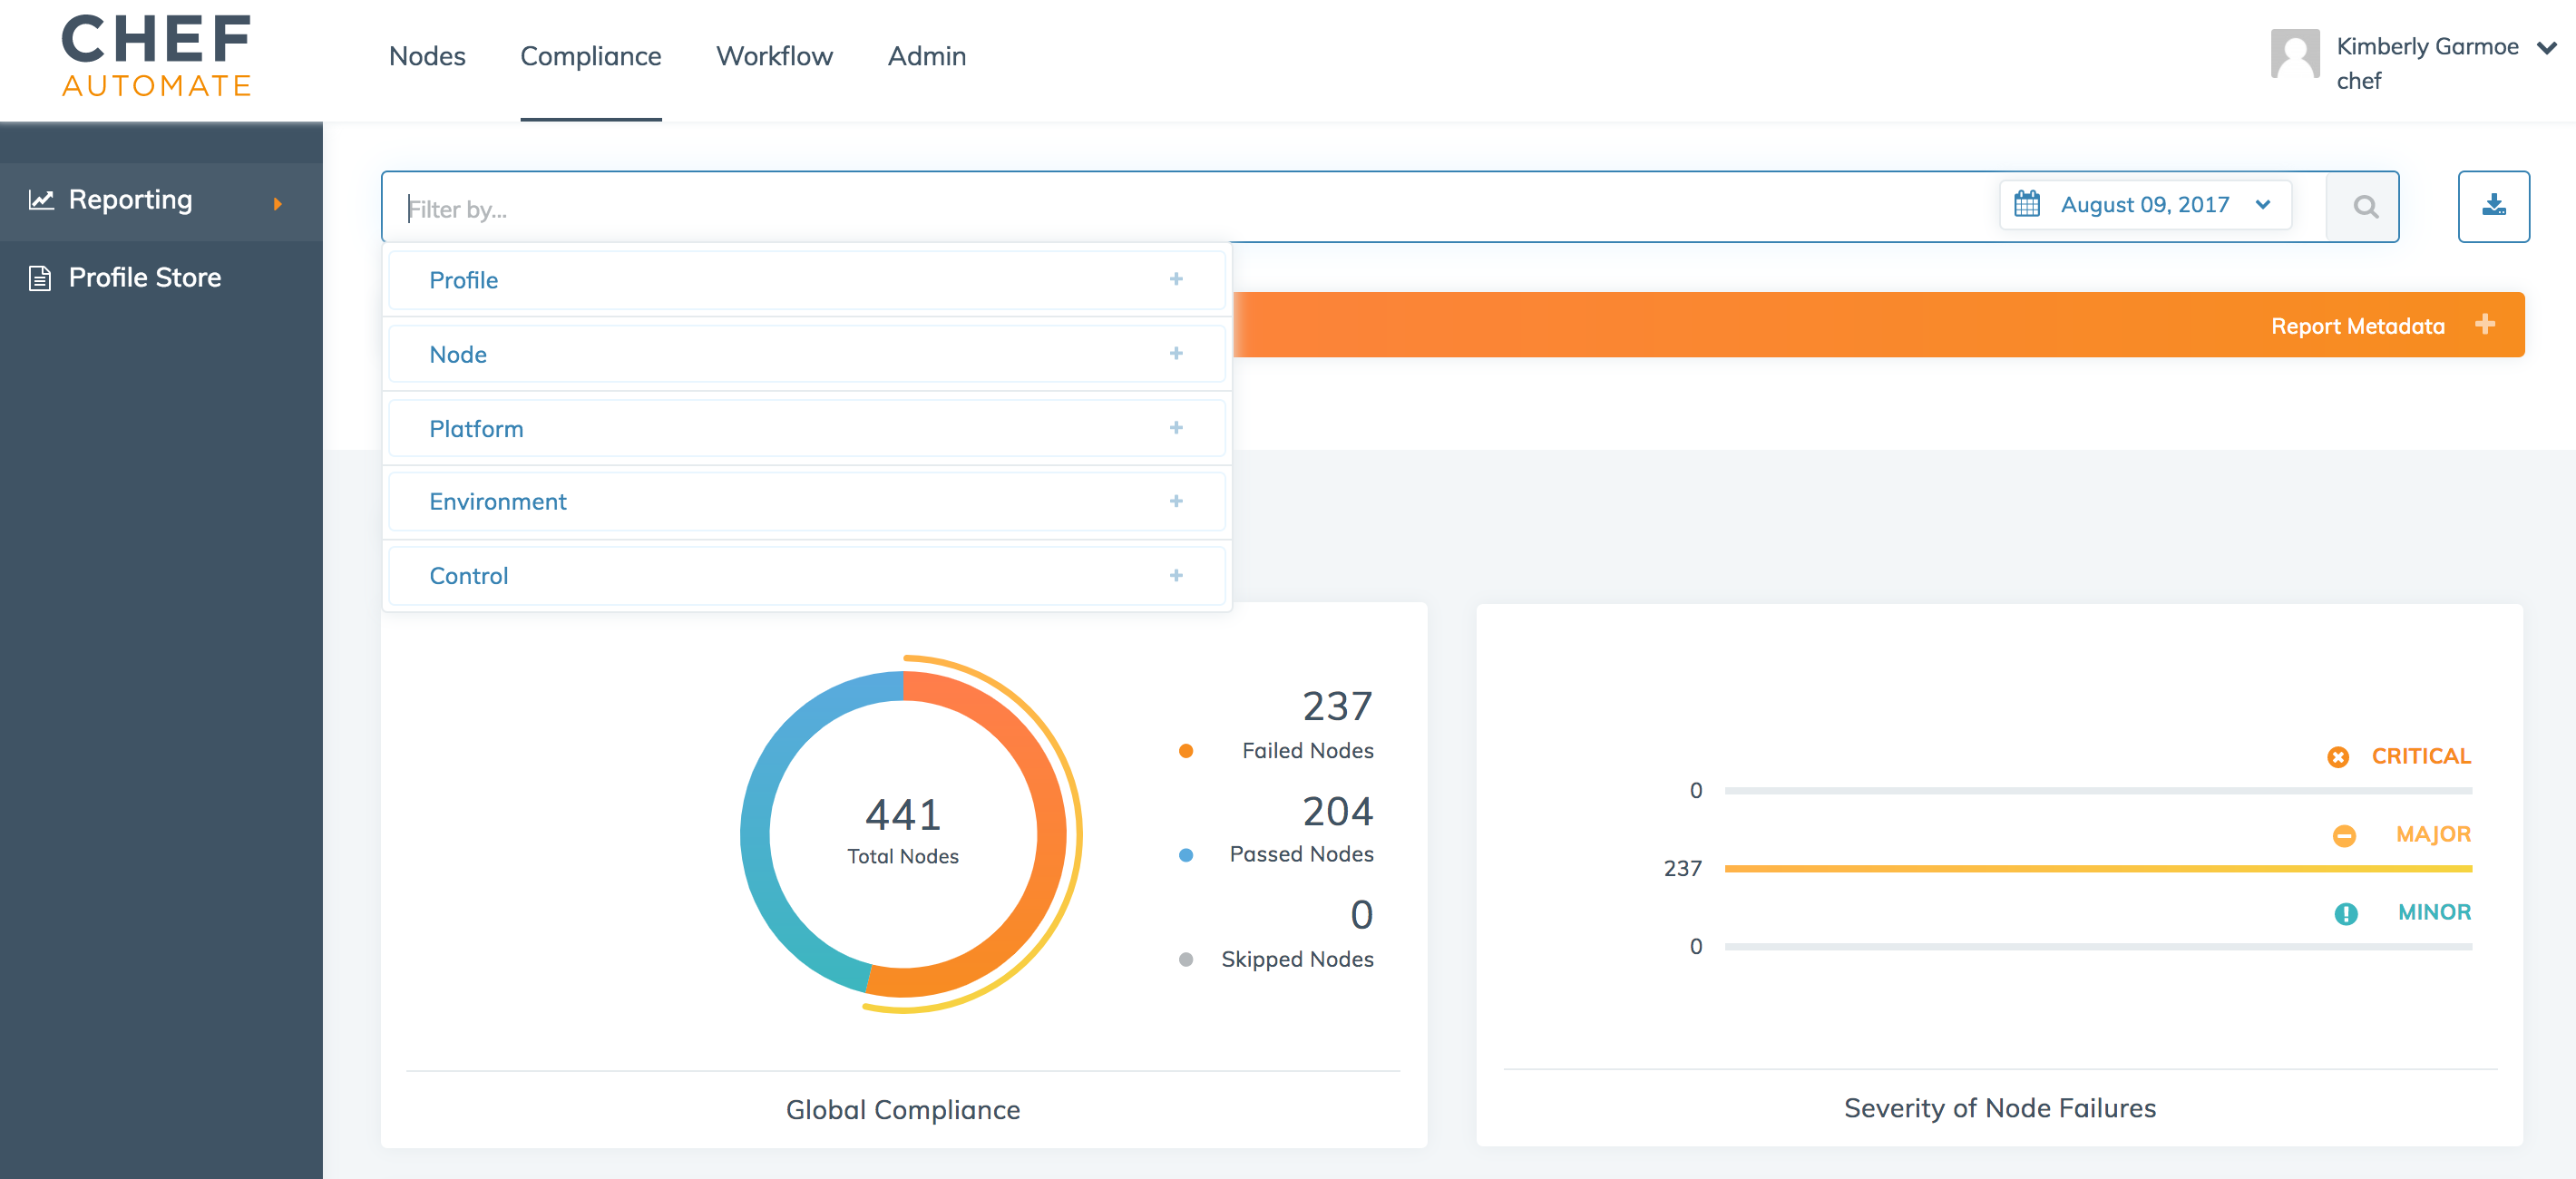 CHEF
AUTOMATE
Nodes
Compliance
Workflow
Admin
Kimberly Garmoe
chef
Reporting
Profile Store
Filter by...
August 09, 2017
Profile
Node
Platform
Environment
Control
Report Metadata
441
Total Nodes
237
Failed Nodes
204
Passed Nodes
0
Skipped Nodes
Global Compliance
CRITICAL
0
MAJOR
237
MINOR
0
Severity of Node Failures